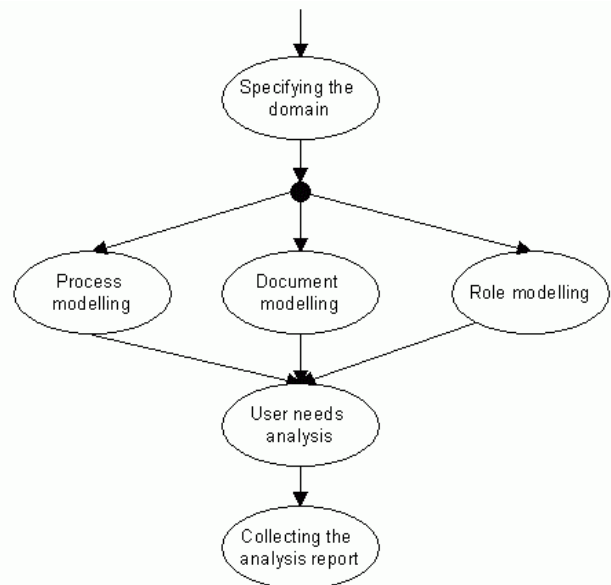 Specifying the
domain
Process
modelling
Document
modelling
Role modelling
User needs
analysis
Collecting the
analysis report